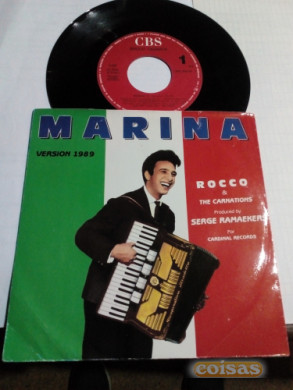 CBS
1
MARINA
VERSION 1989
ROCCO
&
THE CARNATIONS
Produced by
SERGE RAMAEKERS
For
CARDINAL RECORDS
coisas